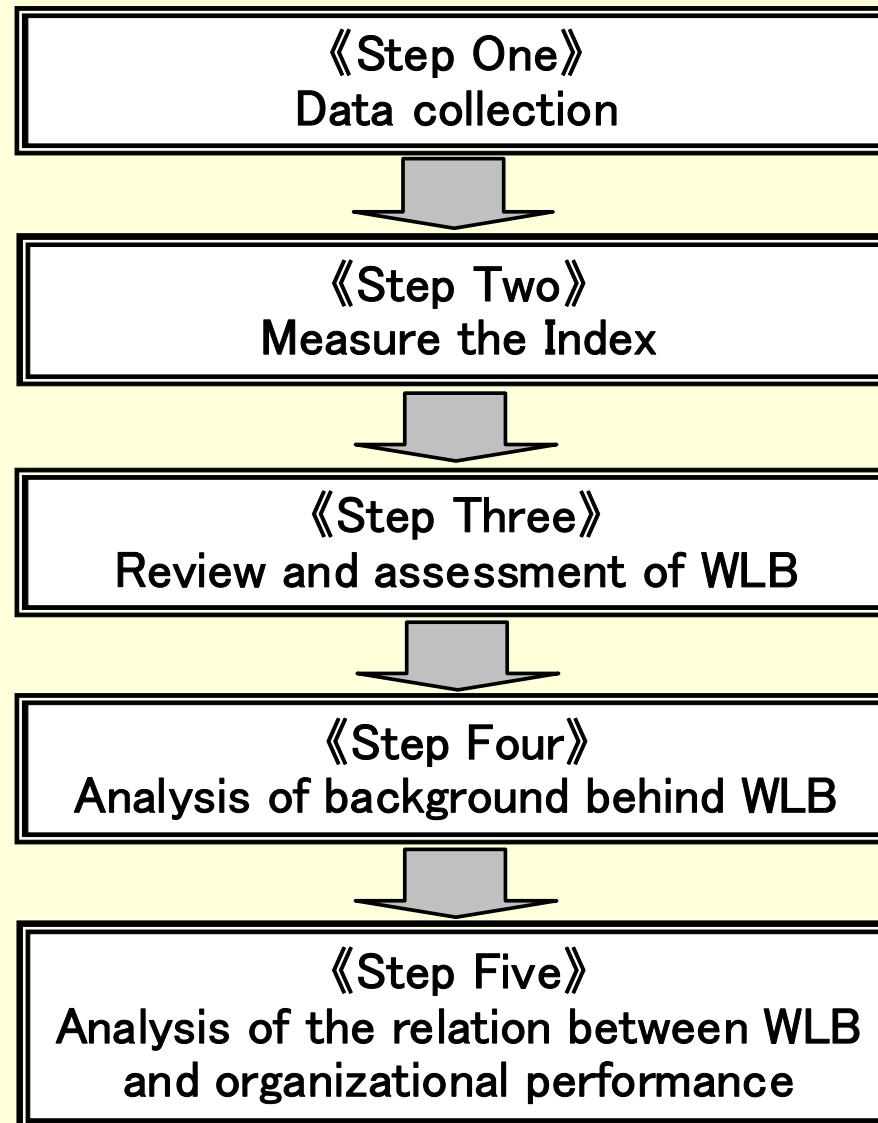 《Step One》
Data collection
《Step Two》
Measure the Index
《Step Three》
Review and assessment of WLB
《Step Four》
Analysis of background behind WLB
《Step Five》
Analysis of the relation between WLB
and organizational performance